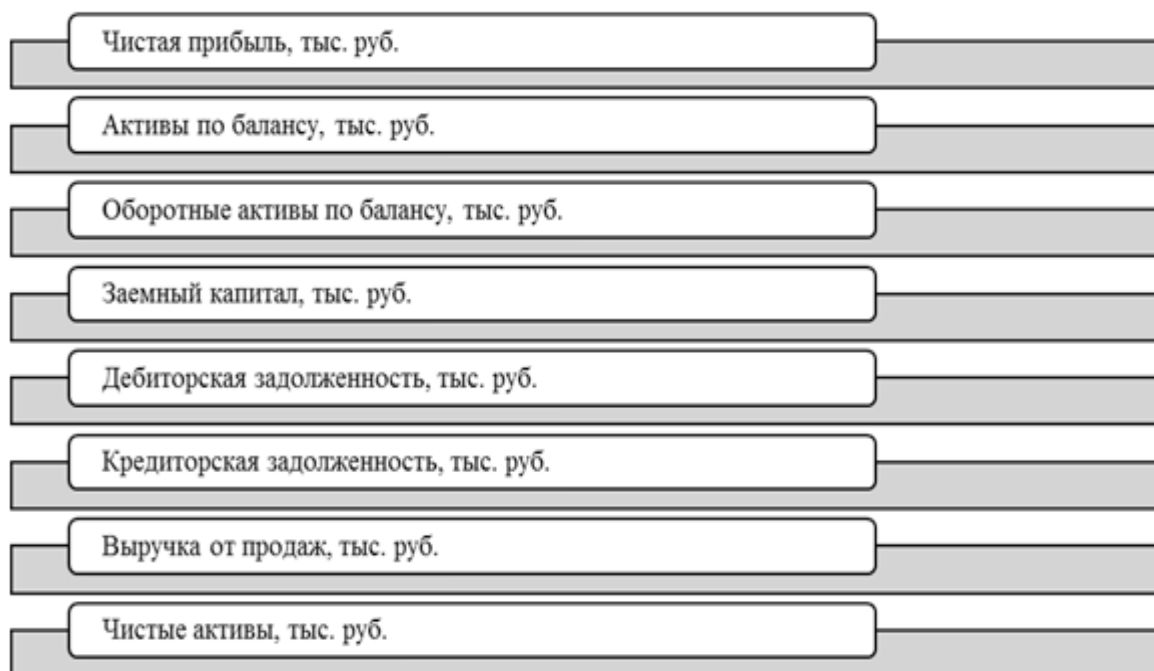 Чистая прибыль, тыс. руб.
Активы по балансу, тыс. руб.
Оборотные активы по балансу, тыс. руб.
Заемный капитал, тыс. руб.
Дебиторская задолженность, тыс. руб.
Кредиторская задолженность, тыс. руб.
Выручка от продаж, тыс. руб.
Чистые активы, тыс. руб.